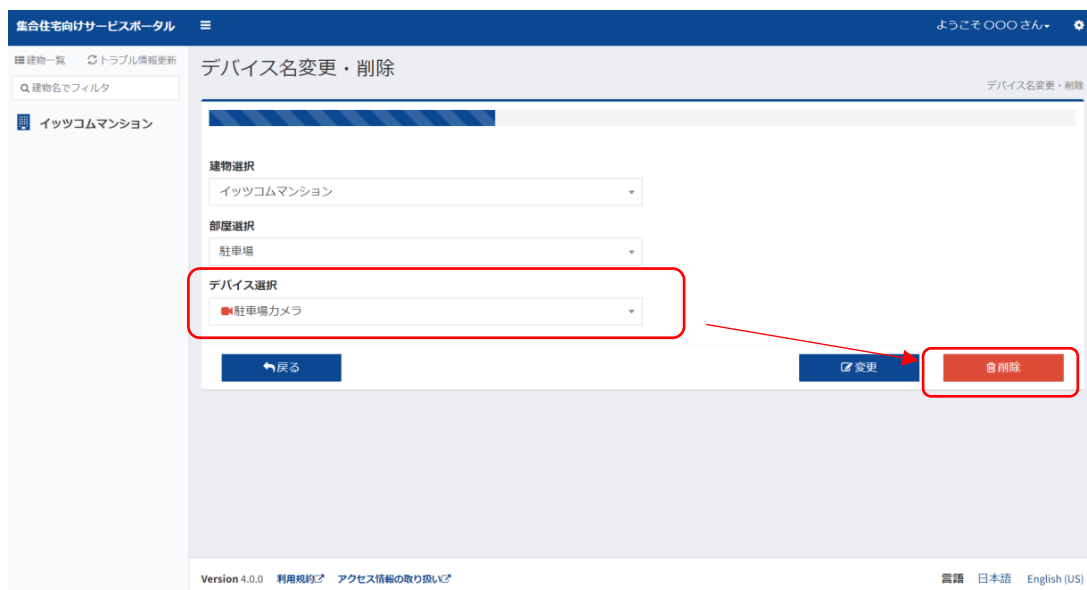 集合住宅向けサービスポータル
ようこそ〇〇〇さん
建物一覧 トラブル情報更新
建物名でフィルタ
イッツコムマンション
デバイス名変更・削除
デバイス名変更・削除
建物選択
イッツコムマンション
部屋選択
駐車場
デバイス選択
駐車場カメラ
戻る
変更
削除
Version 4.0.0 利用規約 アクセス情報の取り扱い
言語 日本語 English (US)